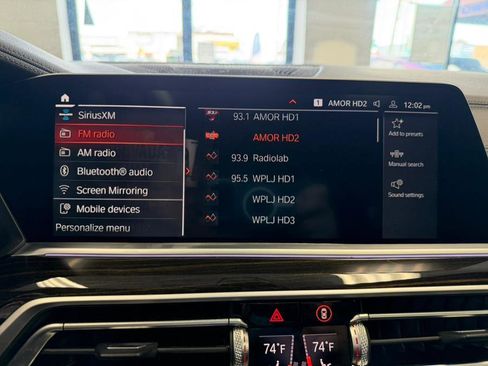 1 AMOR HD2 12:02 pm
SiriusXM
FM radio
AM radio
Bluetooth® audio
Screen Mirroring
Mobile devices
Personalize menu
93.1 AMOR HD1
AMOR HD2
93.9 Radiolab
95.5 WPLJ HD1
WPLJ HD2
WPLJ HD3
Add to presets
Manual search
Sound settings
74°F 74°F